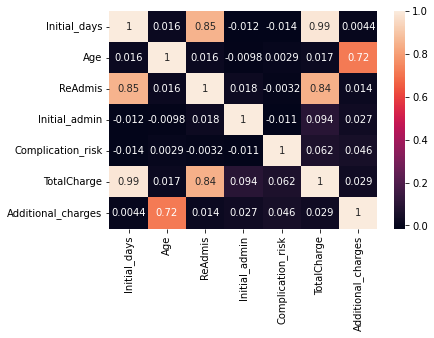 Initial_days 1 0.016 0.85 -0.012 -0.014 0.99 0.0044
Age 0.016 1 0.016 -0.0098 0.0029 0.017 0.72
ReAdmis 0.85 0.016 1 0.018 -0.0032 0.84 0.014
Initial_admin -0.012 -0.0098 0.018 1 -0.011 0.094 0.027
Complication_risk -0.014 0.0029 -0.0032 -0.011 1 0.062 0.046
TotalCharge 0.99 0.017 0.84 0.094 0.062 1 0.029
Additional_charges 0.0044 0.72 0.014 0.027 0.046 0.029 1
Initial_days
Age
ReAdmis
Initial_admin
Complication_risk
TotalCharge
Additional_charges
1.0
0.8
0.6
0.4
0.2
0.0